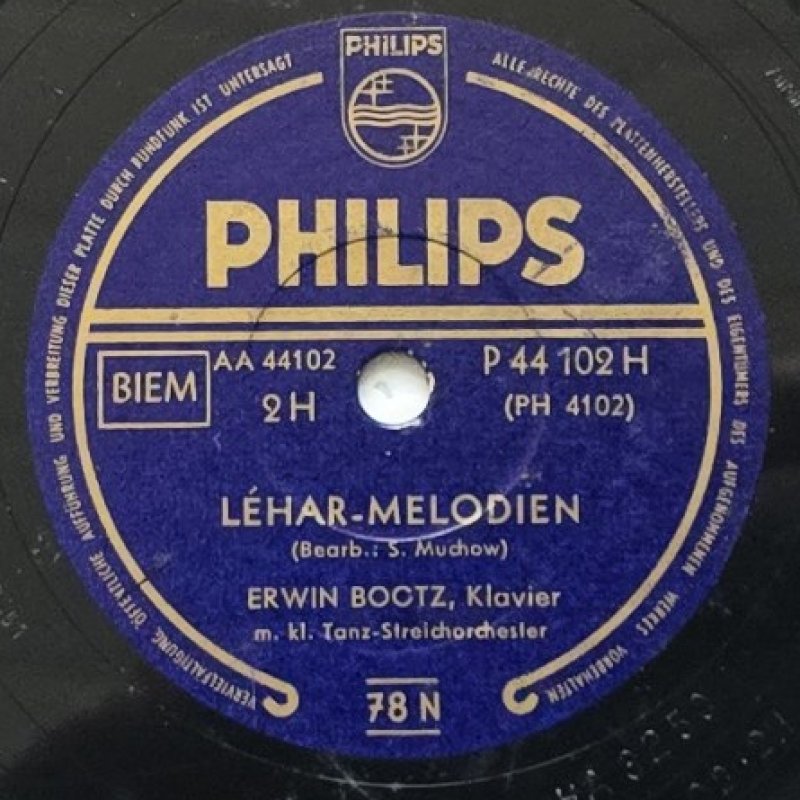 PHILIPS
ALLE RECHTE DES PLATTENHERSTELLERS UND DES EIGENTÜMERS DES AUFGENOMMENEN WERKES VORBEHALTEN
VERVIELFÄLTIGUNG, ÖFFENTLICHE AUFFÜHRUNG UND VERBREITUNG DIESER PLATTE DURCH RUNDFUNK IST UNTERSAGT
PHILIPS
BIEM
AA 44102
2 H
P 44 102 H
(PH 4102)
LÉHAR-MELODIEN
(Bearb.: S. Muchow)
ERWIN BOOTZ, Klavier
m. kl. Tanz-Streichorchester
78 N